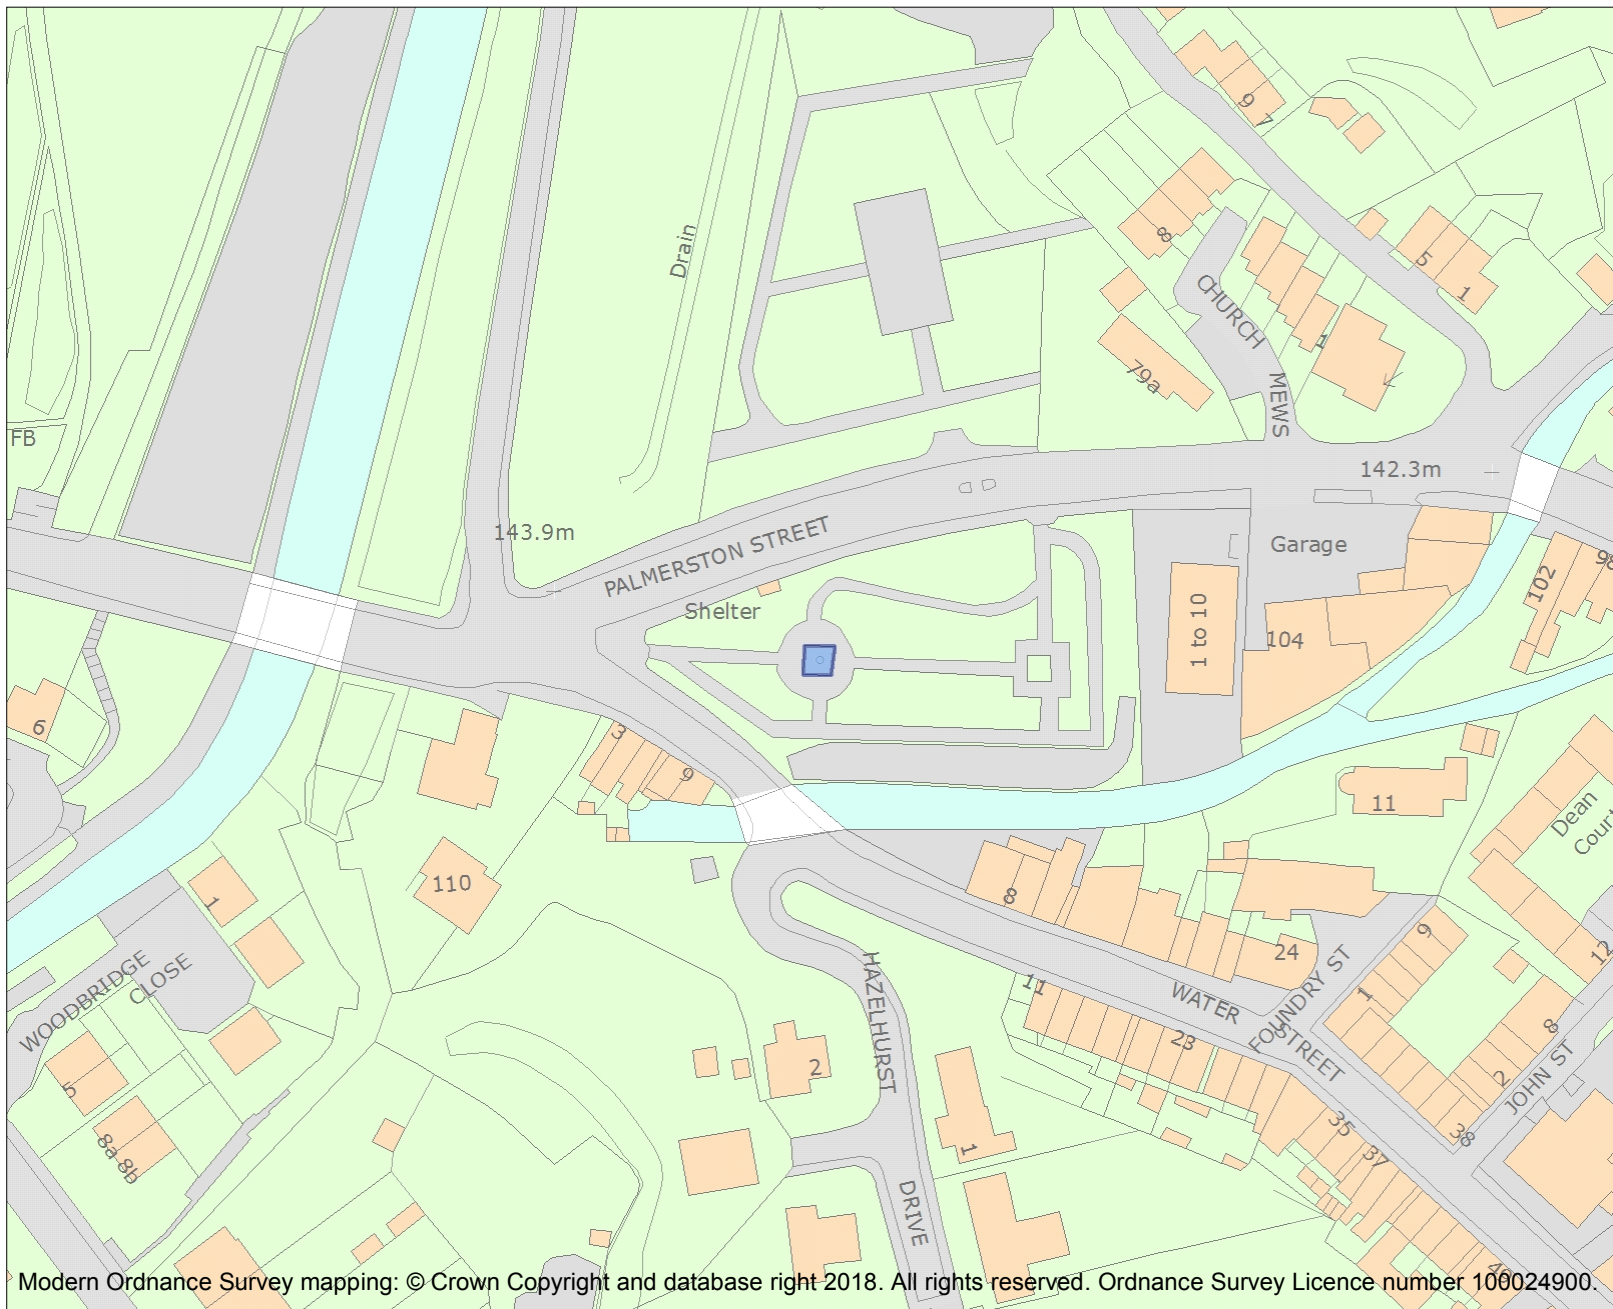 9
7
8
Drain
5
1
CHURCH
1
79a
MEWS
FB
142.3m
143.9m
PALMERSTON STREET
Garage
Shelter
1 to 10
104
102
98
6
3
9
11
Dean
Court
110
8
1
24
9
12
WOODBRIDGE
CLOSE
HAZELHURST
11
WATER
FOUNDRY ST
STREET
1
8
23
2
2
JOHN ST
5
35
38
8a 8b
1
37
DRIVE
46
Modern Ordnance Survey mapping: © Crown Copyright and database right 2018. All rights reserved. Ordnance Survey Licence number 100024900.